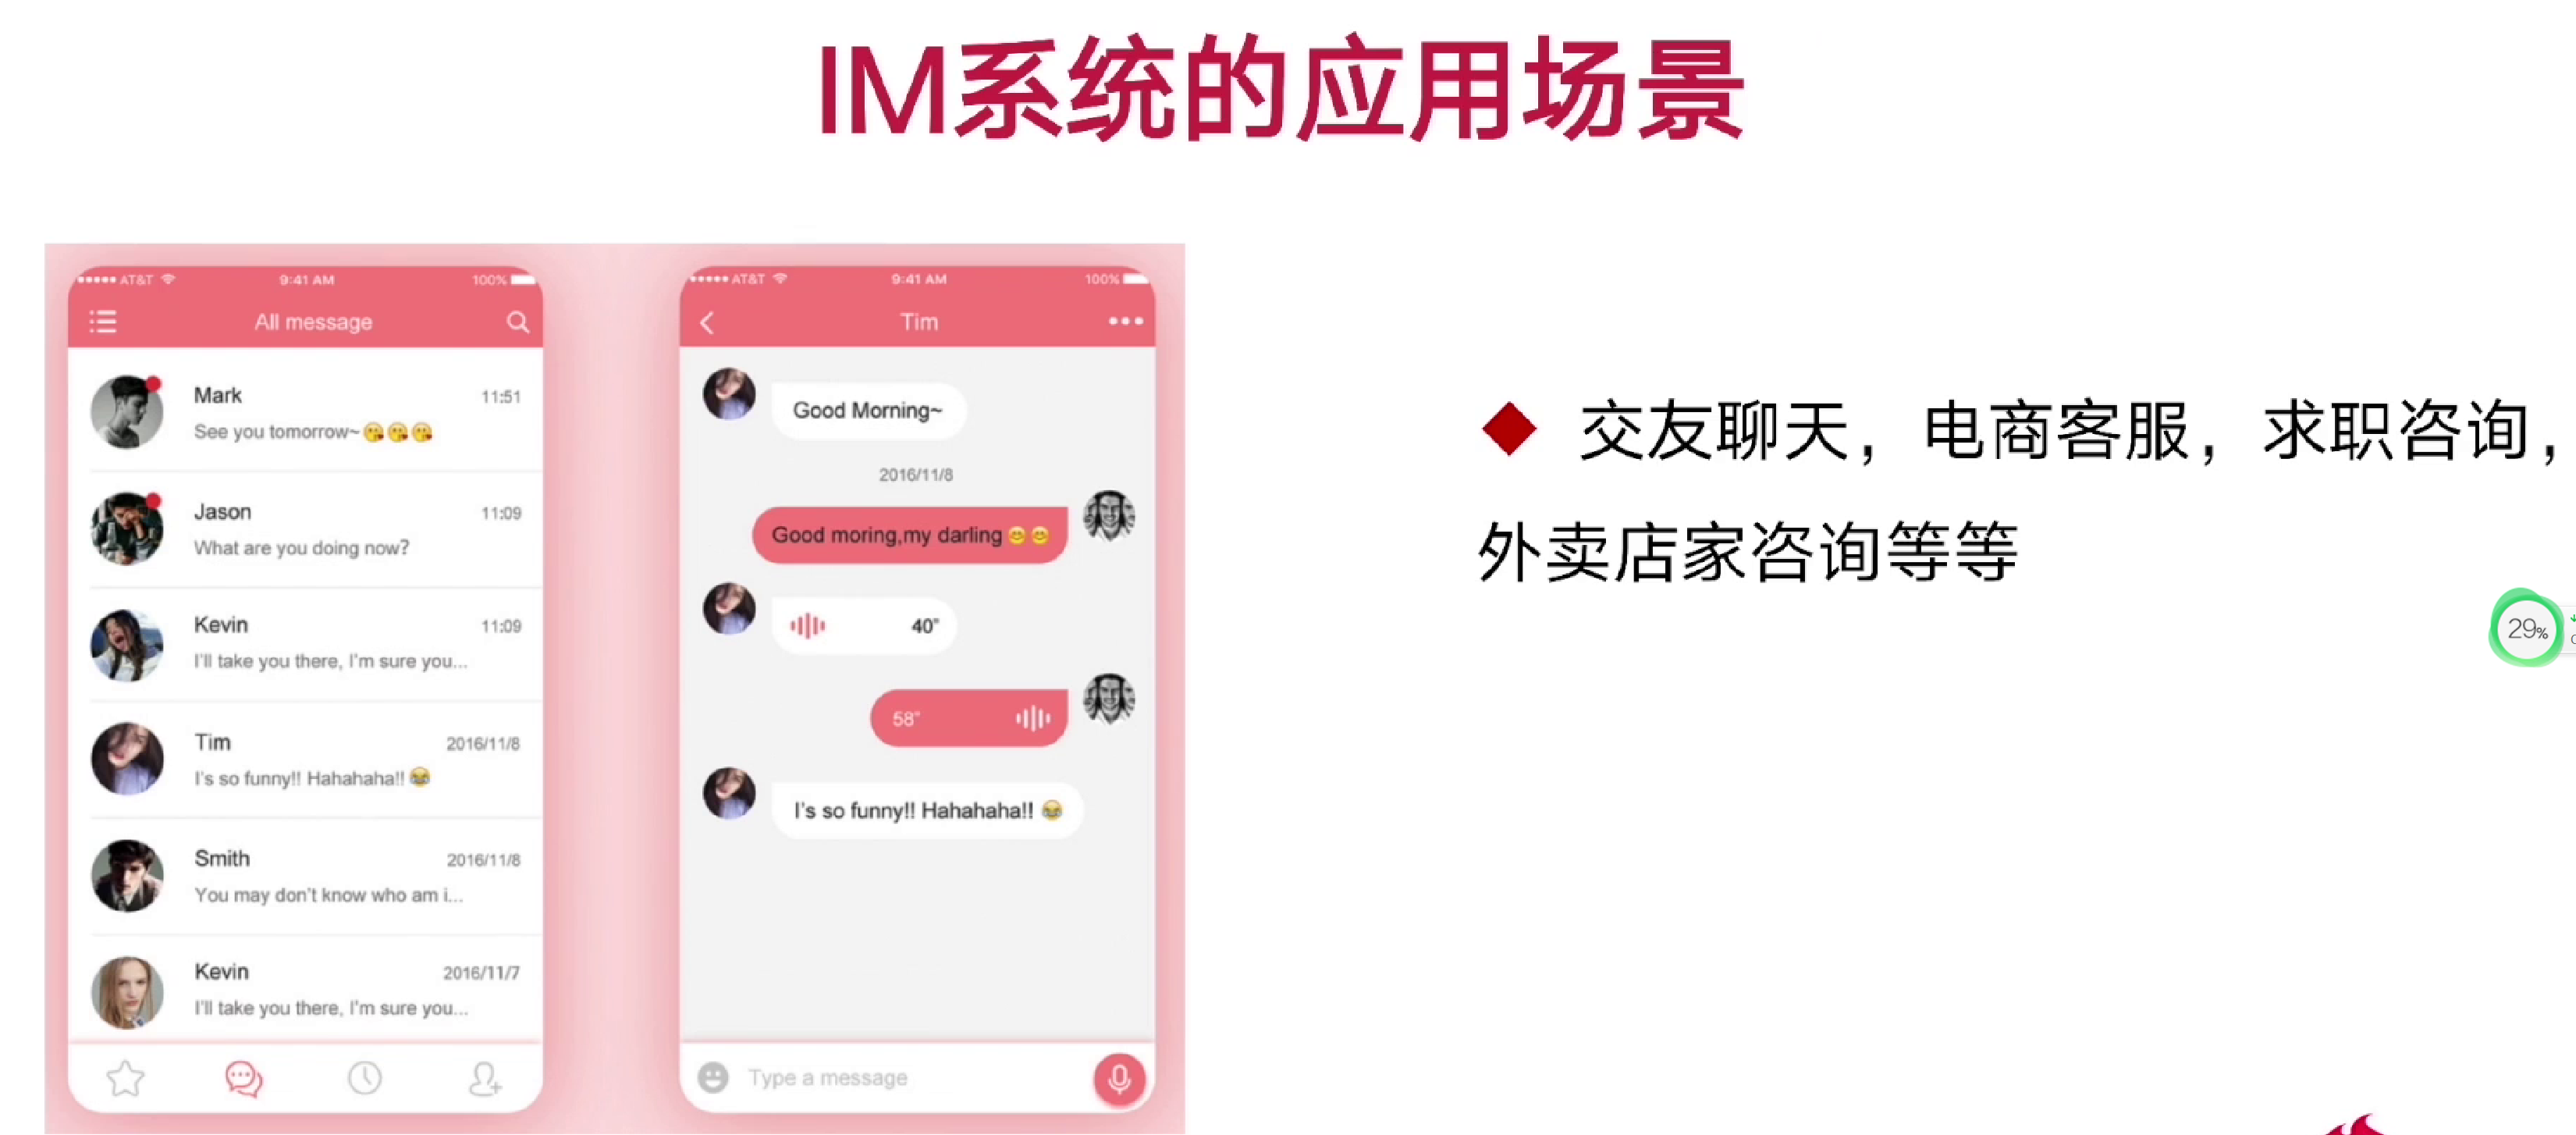 IM系统的应用场景
AT&T 9:41 AM 100%
All message
Mark 11:51
See you tomorrow~😘😘😘
Jason 11:09
What are you doing now?
Kevin 11:09
I'll take you there, I'm sure you...
Tim 2016/11/8
I's so funny!! Hahahaha!! 😂
Smith 2016/11/8
You may don't know who am i...
Kevin 2016/11/7
I'll take you there, I'm sure you...
AT&T 9:41 AM 100%
Tim
Good Morning~
2016/11/8
Good moring,my darling 😊😊
40"
58"
I's so funny!! Hahahaha!! 😂
Type a message
◆ 交友聊天，电商客服，求职咨询，
外卖店家咨询等等
29%